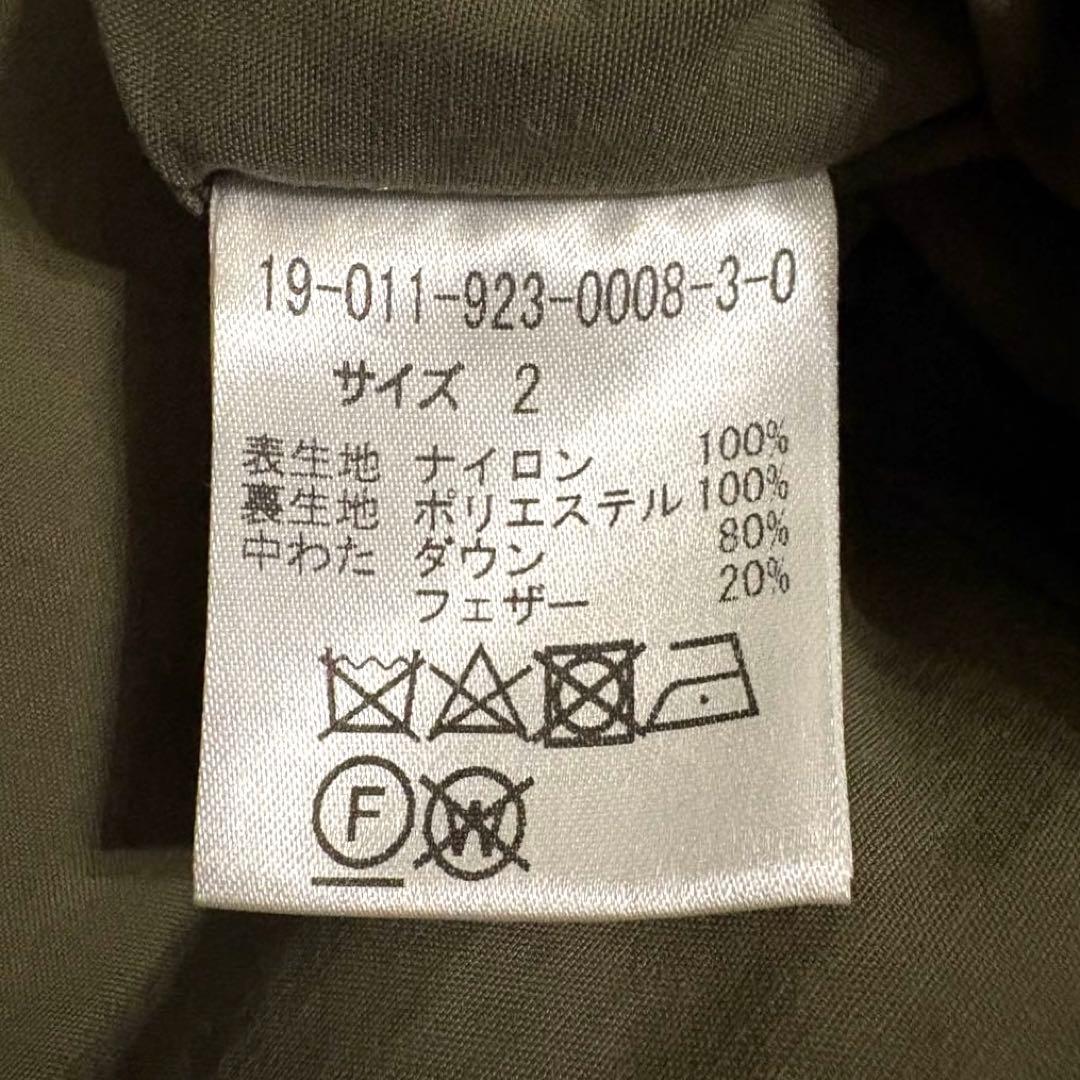 19-011-923-0008-3-0
サイズ 2
表生地 ナイロン 100%
裏生地 ポリエステル 100%
中わた ダウン 80%
フェザー 20%
F W